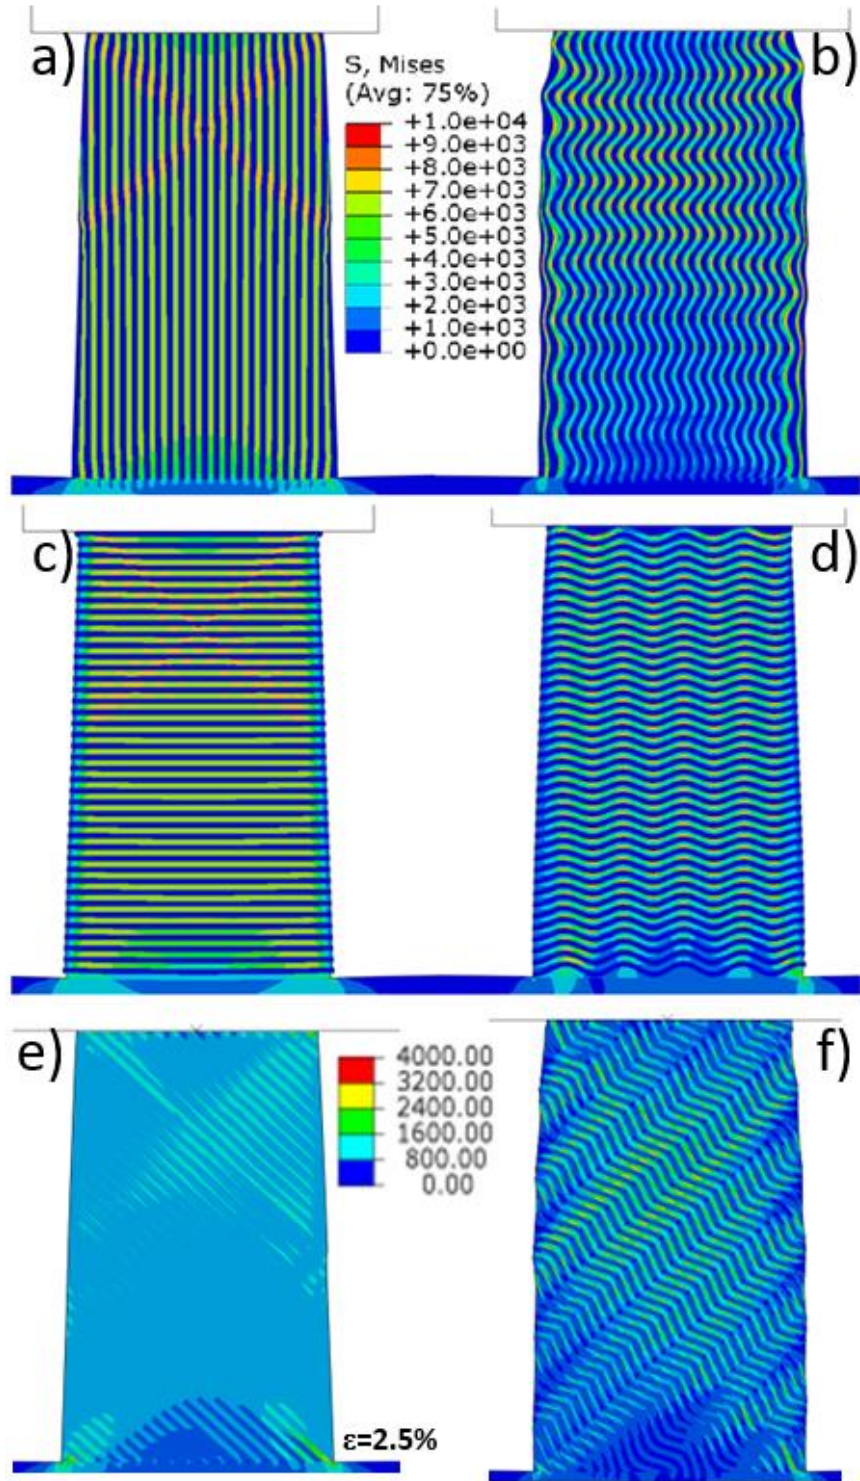 a)
b)
S, Mises
(Avg: 75%)
+1.0e+04
+9.0e+03
+8.0e+03
+7.0e+03
+6.0e+03
+5.0e+03
+4.0e+03
+3.0e+03
+2.0e+03
+1.0e+03
+0.0e+00
c)
d)
e)
4000.00
3200.00
2400.00
1600.00
800.00
0.00
f)
ε=2.5%